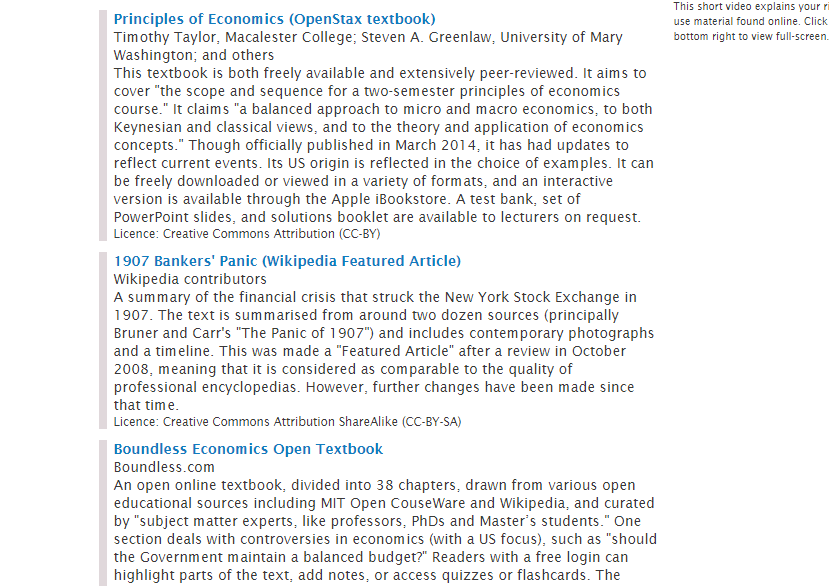 Principles of Economics (OpenStax textbook)
Timothy Taylor, Macalester College; Steven A. Greenlaw, University of Mary
Washington; and others
This textbook is both freely available and extensively peer-reviewed. It aims to
cover "the scope and sequence for a two-semester principles of economics
course." It claims "a balanced approach to micro and macro economics, to both
Keynesian and classical views, and to the theory and application of economics
concepts." Though officially published in March 2014, it has had updates to
reflect current events. Its US origin is reflected in the choice of examples. It can
be freely downloaded or viewed in a variety of formats, and an interactive
version is available through the Apple iBookstore. A test bank, set of
PowerPoint slides, and solutions booklet are available to lecturers on request.
Licence: Creative Commons Attribution (CC-BY)
1907 Bankers' Panic (Wikipedia Featured Article)
Wikipedia contributors
A summary of the financial crisis that struck the New York Stock Exchange in
1907. The text is summarised from around two dozen sources (principally
Bruner and Carr's "The Panic of 1907") and includes contemporary photographs
and a timeline. This was made a "Featured Article" after a review in October
2008, meaning that it is considered as comparable to the quality of
professional encyclopedias. However, further changes have been made since
that time.
Licence: Creative Commons Attribution ShareAlike (CC-BY-SA)
Boundless Economics Open Textbook
Boundless.com
An open online textbook, divided into 38 chapters, drawn from various open
educational sources including MIT Open CouseWare and Wikipedia, and curated
by "subject matter experts, like professors, PhDs and Master’s students." One
section deals with controversies in economics (with a US focus), such as "should
the Government maintain a balanced budget?" Readers with a free login can
highlight parts of the text, add notes, or access quizzes or flashcards. The
This short video explains your
use material found online. Click
bottom right to view full-screen.